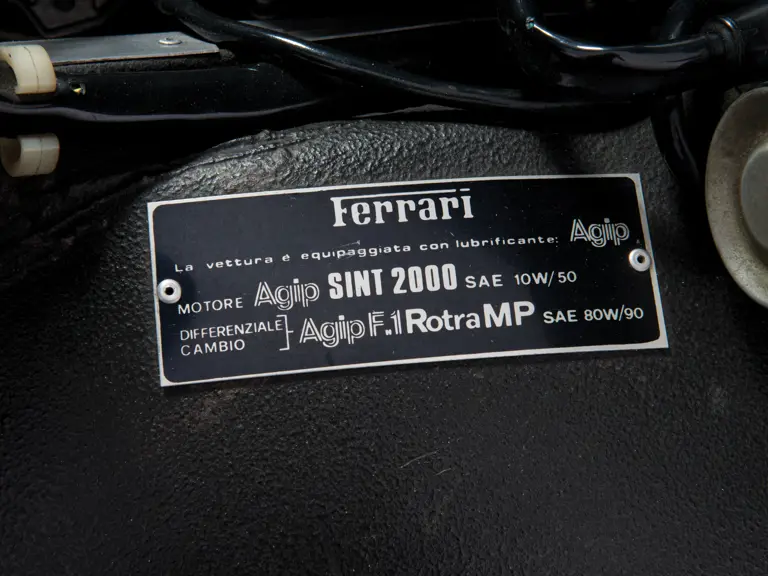 Ferrari
La vettura é equipaggiata con lubrificante: Agip
MOTORE Agip SINT 2000 SAE 10W/50
DIFFERENZIALE
CAMBIO
Agip F.1 Rotra MP SAE 80W/90